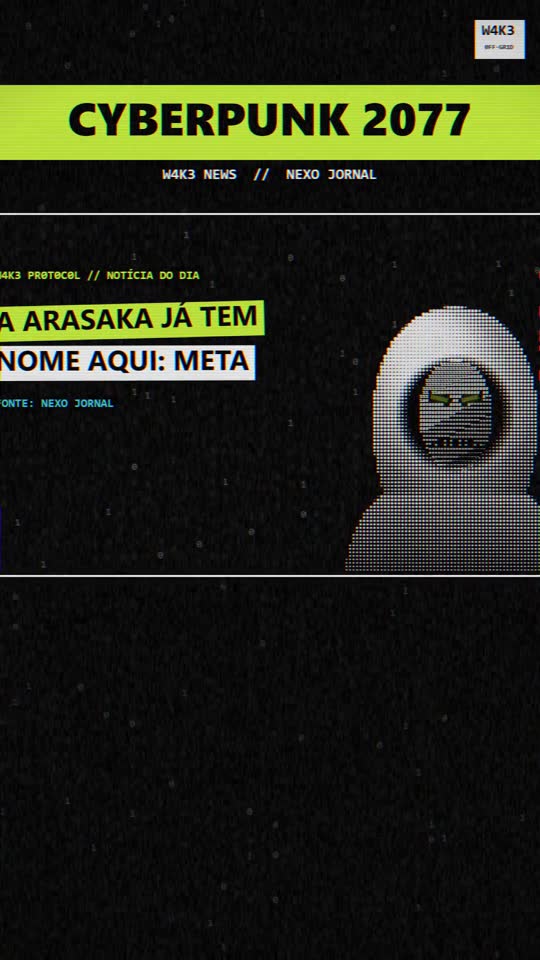 W4K3
0FF-GRID
CYBERPUNK 2077
W4K3 NEWS // NEXO JORNAL
W4K3 PR0T0C0L // NOTÍCIA DO DIA
A ARASAKA JÁ TEM
NOME AQUI: META
FONTE: NEXO JORNAL